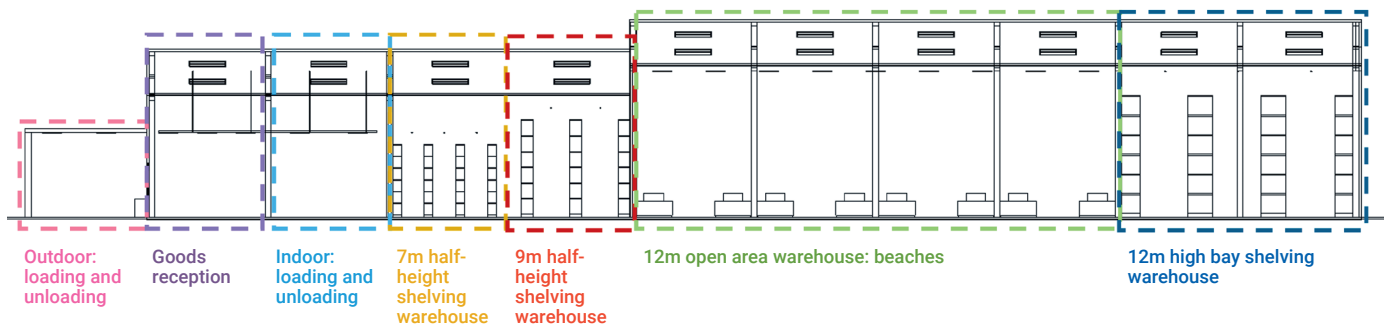 Outdoor:
loading and
unloading
Goods
reception
Indoor:
loading and
unloading
7m half-
height
shelving
warehouse
9m half-
height
shelving
warehouse
12m open area warehouse: beaches
12m high bay shelving
warehouse